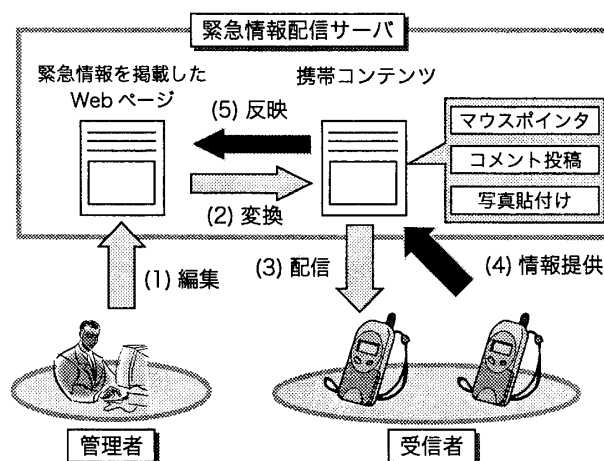 緊急情報配信サーバ
緊急情報を掲載した
Webページ
携帯コンテンツ
(5) 反映
マウスポインタ
コメント投稿
写真貼付け
(2) 変換
(1) 編集
(3) 配信
(4) 情報提供
管理者
受信者